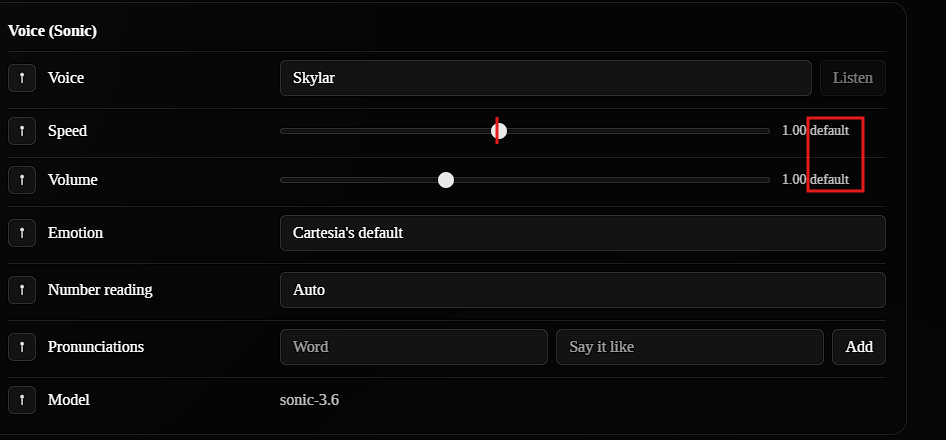 Voice (Sonic)
Voice Skylar Listen
Speed 1.00 default
Volume 1.00 default
Emotion Cartesia's default
Number reading Auto
Pronunciations Word Say it like Add
Model sonic-3.6